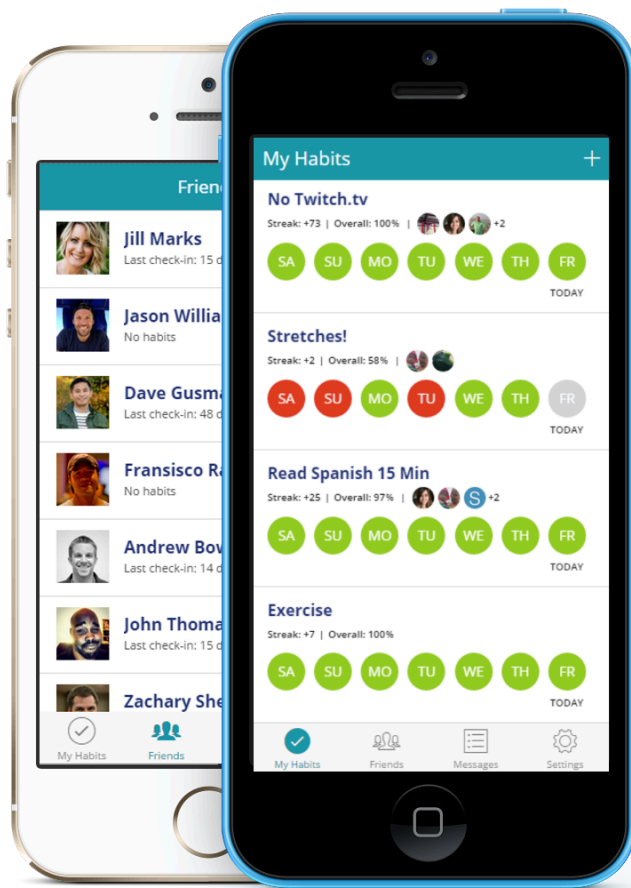 Frien
Jill Marks
Last check-in: 15 d
Jason Willia
No habits
Dave Gusma
Last check-in: 48 d
Fransisco Ra
No habits
Andrew Bow
Last check-in: 14 d
John Thoma
Last check-in: 15 d
Zachary She
My Habits Friends
My Habits +
No Twitch.tv
Streak: +73 | Overall: 100% | +2
SA SU MO TU WE TH FR
TODAY
Stretches!
Streak: +2 | Overall: 58% |
SA SU MO TU WE TH FR
TODAY
Read Spanish 15 Min
Streak: +25 | Overall: 97% | S +2
SA SU MO TU WE TH FR
TODAY
Exercise
Streak: +7 | Overall: 100%
SA SU MO TU WE TH FR
TODAY
My Habits Friends Messages Settings